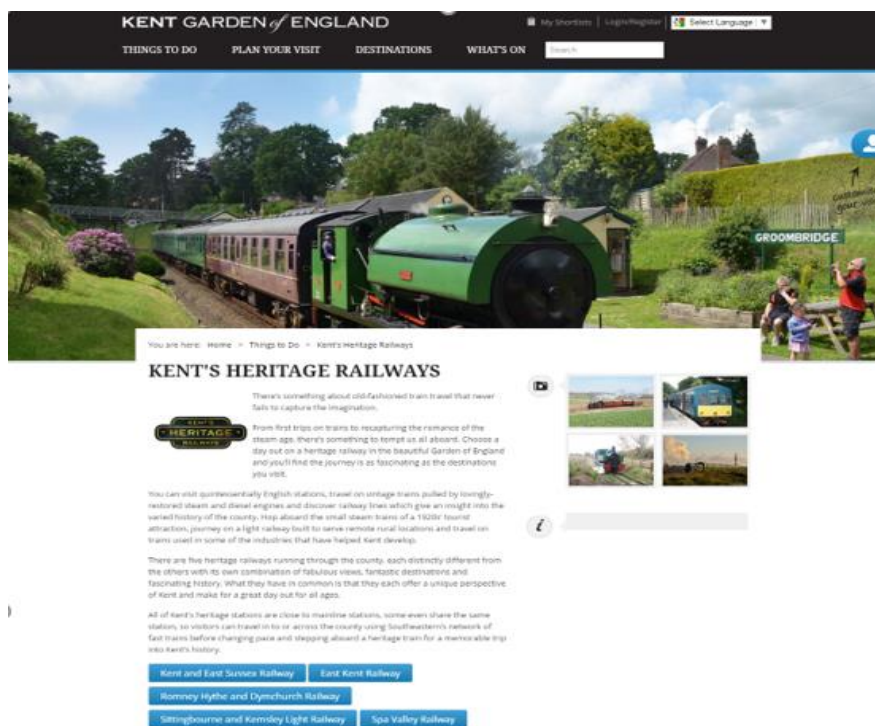 KENT GARDEN of ENGLAND
My Shortlists | Login/Register
Select Language ▼
THINGS TO DO PLAN YOUR VISIT DESTINATIONS WHAT'S ON
Search
GROOMBRIDGE
You are here: Home > Things to Do > Kent's Heritage Railways
KENT'S HERITAGE RAILWAYS
KENT'S
HERITAGE
RAILWAYS
There's something about old-fashioned train travel that never
fails to capture the imagination.
From first trips on trains to recapturing the romance of the
steam age, there's something to tempt us all aboard. Choose a
day out on a heritage railway in the beautiful Garden of England
and you'll find the journey is as fascinating as the destinations
you visit.
You can visit quintessentially English stations, travel on vintage trains pulled by lovingly-
restored steam and diesel engines and discover railway lines which give an insight into the
varied history of the county. Hop aboard the small steam trains of a 1920s' tourist
attraction, journey on a light railway built to serve remote rural locations and travel on
trains used in some of the industries that have helped Kent develop.
There are five heritage railways running through the county, each distinctly different from
the others with its own combination of fabulous views, fantastic destinations and
fascinating history. What they have in common is that they each offer a unique perspective
of Kent and make for a great day out for all ages.
All of Kent's heritage stations are close to mainline stations, some even share the same
station, so visitors can travel in to or across the county using Southeastern's network of
fast trains before changing pace and stepping aboard a heritage train for a memorable trip
into Kent's history.
Kent and East Sussex Railway
East Kent Railway
Romney Hythe and Dymchurch Railway
Sittingbourne and Kemsley Light Railway
Spa Valley Railway